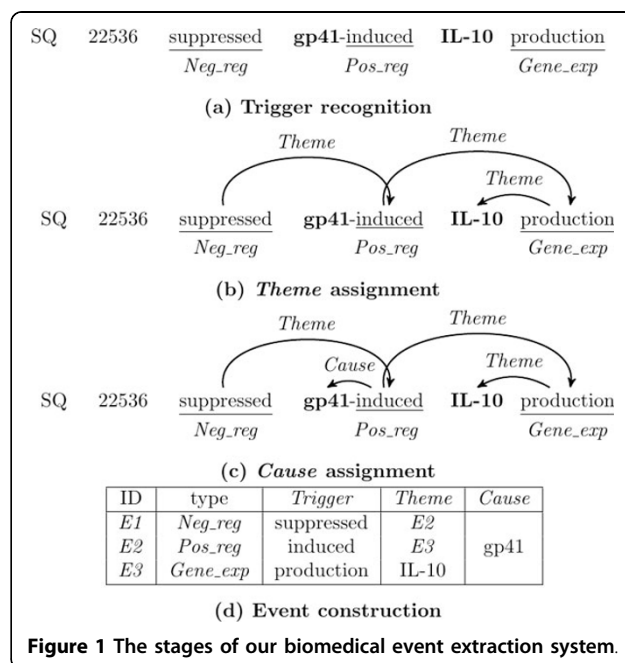 SQ 22536 suppressed gp41-induced IL-10 production
Neg_reg Pos_reg Gene_exp
(a) Trigger recognition
Theme Theme
Theme
SQ 22536 suppressed gp41-induced IL-10 production
Neg_reg Pos_reg Gene_exp
(b) Theme assignment
Theme Theme
Cause Theme
SQ 22536 suppressed gp41-induced IL-10 production
Neg_reg Pos_reg Gene_exp
(c) Cause assignment
ID type Trigger Theme Cause
E1 Neg_reg suppressed E2
E2 Pos_reg induced E3 gp41
E3 Gene_exp production IL-10
(d) Event construction
Figure 1 The stages of our biomedical event extraction system.